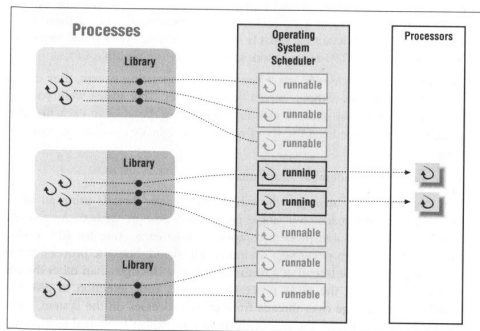 Processes
Operating
System
Scheduler
Processors
Library
runnable
runnable
runnable
Library
running
running
runnable
Library
runnable
runnable